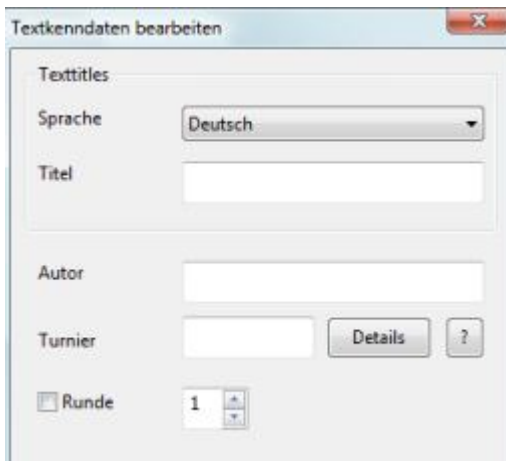 Textkenndaten bearbeiten
Texttitles
Sprache Deutsch
Titel
Autor
Turnier Details ?
Runde 1